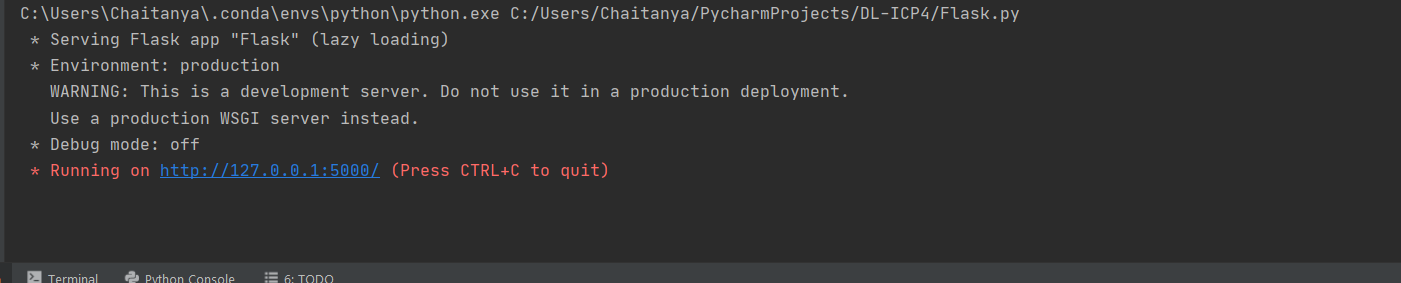 C:\Users\Chaitanya\.conda\envs\python\python.exe C:/Users/Chaitanya/PycharmProjects/DL-ICP4/Flask.py
* Serving Flask app "Flask" (lazy loading)
* Environment: production
WARNING: This is a development server. Do not use it in a production deployment.
Use a production WSGI server instead.
* Debug mode: off
* Running on http://127.0.0.1:5000/ (Press CTRL+C to quit)
Terminal Python Console 6: TODO